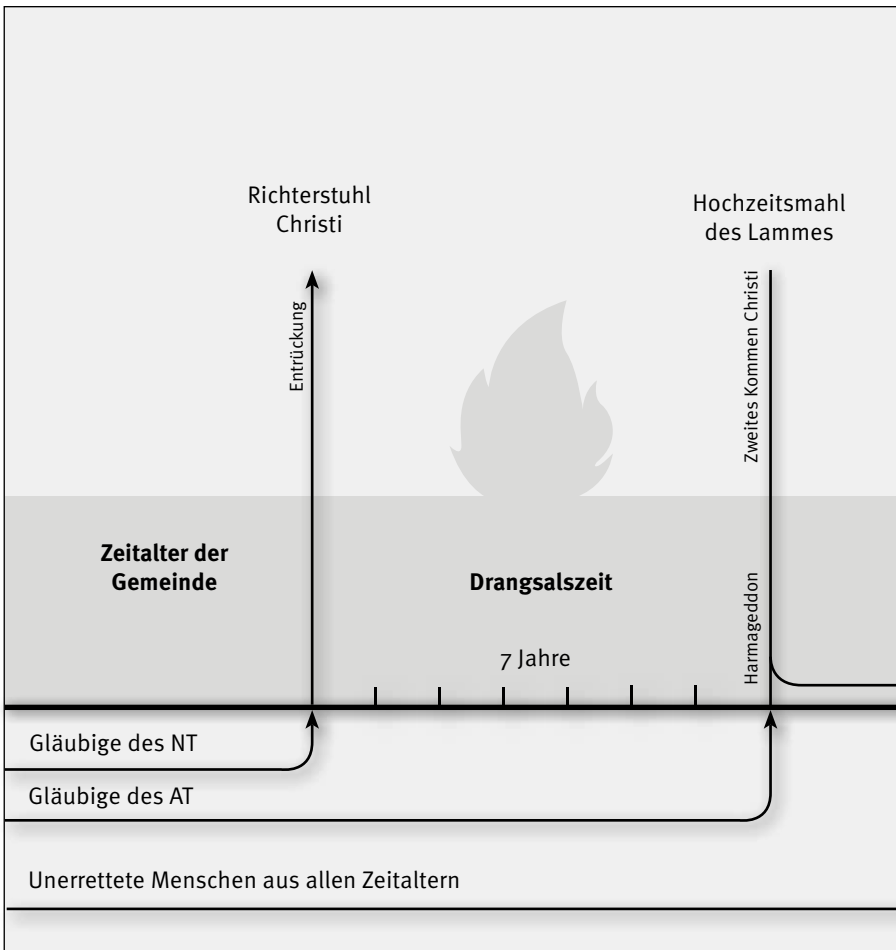 Richterstuhl
Christi
Hochzeitsmahl
des Lammes
Entrückung
Zweites Kommen Christi
Zeitalter der
Gemeinde
Drangsalszeit
Harmageddon
7 Jahre
Gläubige des NT
Gläubige des AT
Unerrettete Menschen aus allen Zeitaltern